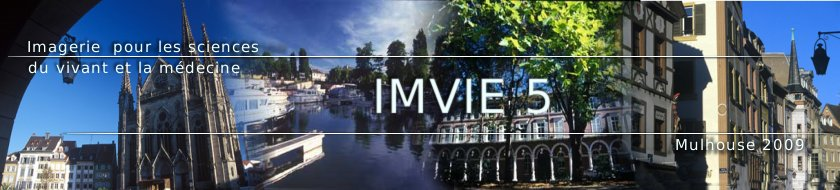 Imagerie pour les sciences
du vivant et la médecine
IMVIE 5
Mulhouse 2009